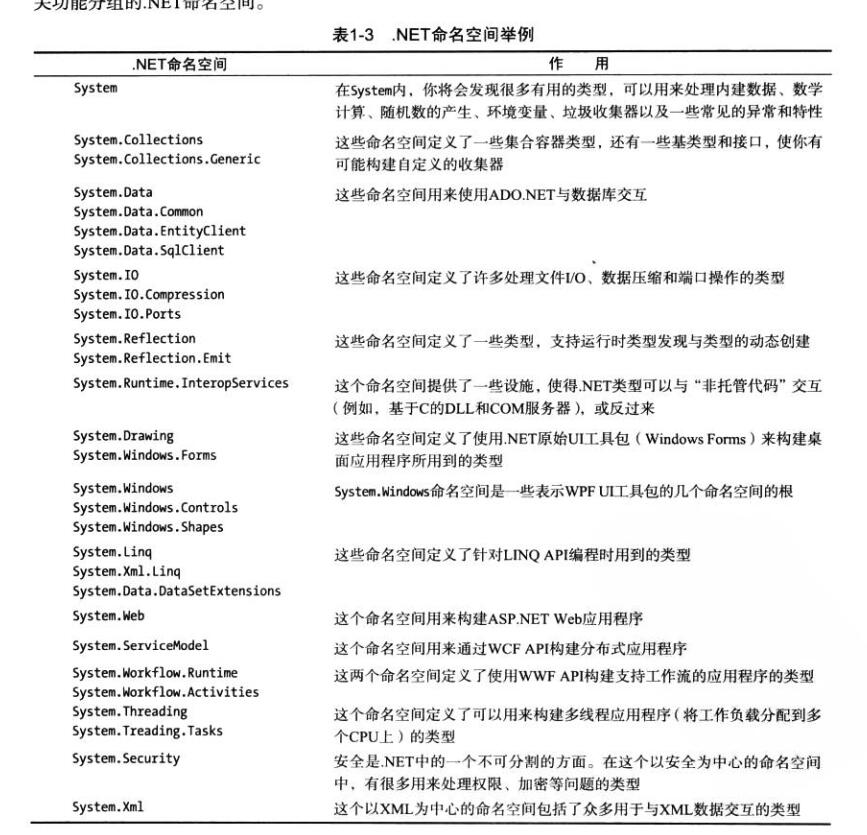 关功能分组的.NET命名空间。
表1-3 .NET命名空间举例
.NET命名空间 作 用
System 在System内，你将会发现很多有用的类型，可以用来处理内建数据、数学
计算、随机数的产生、环境变量、垃圾收集器以及一些常见的异常和特性
System.Collections 这些命名空间定义了一些集合容器类型，还有一些基类型和接口，使你有
System.Collections.Generic 可能构建自定义的收集器
System.Data 这些命名空间用来使用ADO.NET与数据库交互
System.Data.Common
System.Data.EntityClient
System.Data.SqlClient
System.IO 这些命名空间定义了许多处理文件I/O、数据压缩和端口操作的类型
System.IO.Compression
System.IO.Ports
System.Reflection 这些命名空间定义了一些类型，支持运行时类型发现与类型的动态创建
System.Reflection.Emit
System.Runtime.InteropServices 这个命名空间提供了一些设施，使得.NET类型可以与“非托管代码”交互
（例如，基于C的DLL和COM服务器），或反过来
System.Drawing 这些命名空间定义了使用.NET原始UI工具包（Windows Forms）来构建桌
System.Windows.Forms 面应用程序所用到的类型
System.Windows System.Windows命名空间是一些表示WPF UI工具包的几个命名空间的根
System.Windows.Controls
System.Windows.Shapes
System.Linq 这些命名空间定义了针对LINQ API编程时用到的类型
System.Xml.Linq
System.Data.DataSetExtensions
System.Web 这个命名空间用来构建ASP.NET Web应用程序
System.ServiceModel 这个命名空间用来通过WCF API构建分布式应用程序
System.Workflow.Runtime 这两个命名空间定义了使用WWF API构建支持工作流的应用程序的类型
System.Workflow.Activities
System.Threading 这个命名空间定义了可以用来构建多线程应用程序（将工作负载分配到多
System.Treading.Tasks 个CPU上）的类型
System.Security 安全是.NET中的一个不可分割的方面。在这个以安全为中心的命名空间
中，有很多用来处理权限、加密等问题的类型
System.Xml 这个以XML为中心的命名空间包括了众多用于与XML数据交互的类型